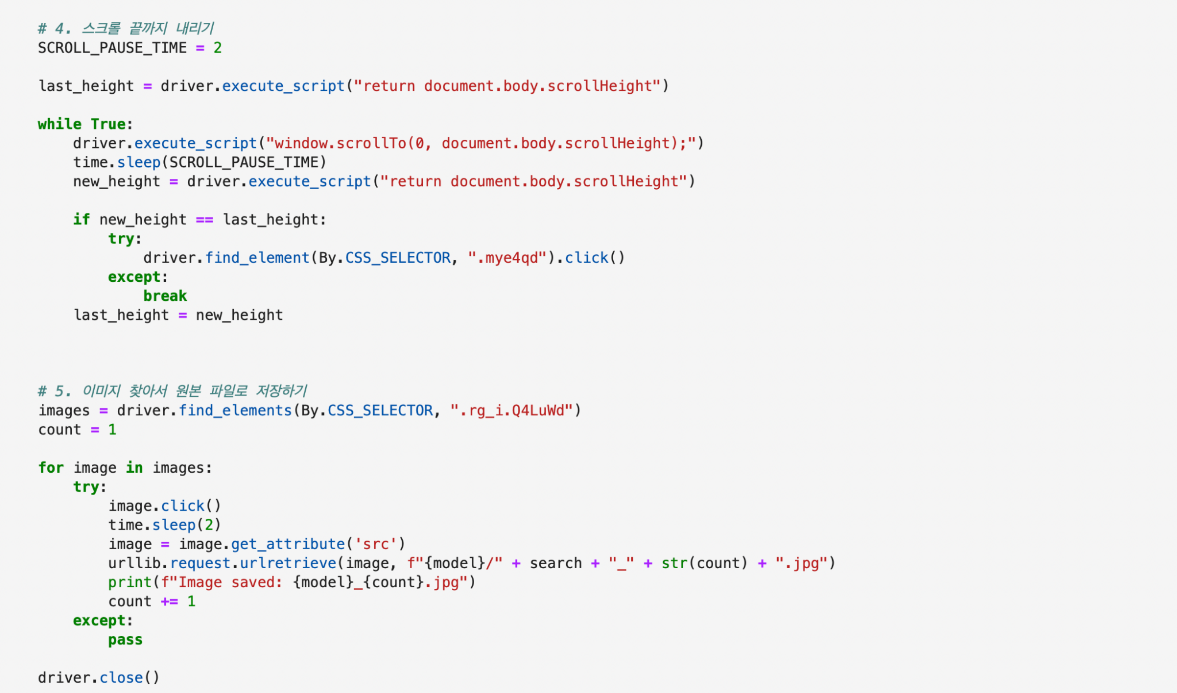 # 4. 스크롤 끝까지 내리기
SCROLL_PAUSE_TIME = 2
last_height = driver.execute_script("return document.body.scrollHeight")
while True:
    driver.execute_script("window.scrollTo(0, document.body.scrollHeight);")
    time.sleep(SCROLL_PAUSE_TIME)
    new_height = driver.execute_script("return document.body.scrollHeight")
    if new_height == last_height:
        try:
            driver.find_element(By.CSS_SELECTOR, ".mye4qd").click()
        except:
            break
    last_height = new_height
# 5. 이미지 찾아서 원본 파일로 저장하기
images = driver.find_elements(By.CSS_SELECTOR, ".rg_i.Q4LuWd")
count = 1
for image in images:
    try:
        image.click()
        time.sleep(2)
        image = image.get_attribute('src')
        urllib.request.urlretrieve(image, f"{model}/" + search + "_" + str(count) + ".jpg")
        print(f"Image saved: {model}_{count}.jpg")
        count += 1
    except:
        pass
driver.close()